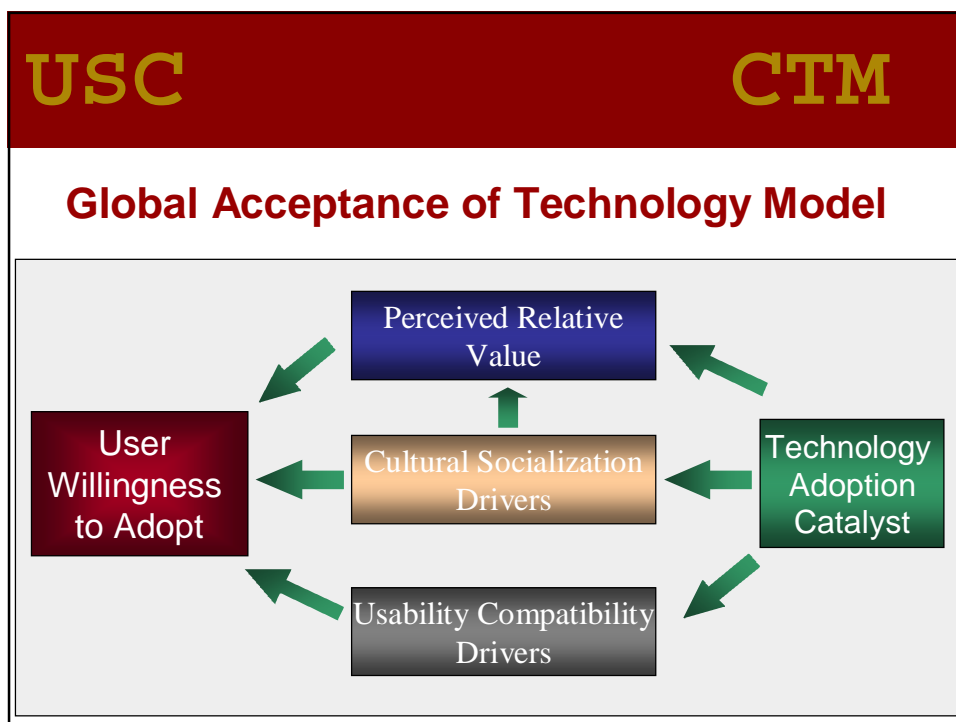 USC CTM
Global Acceptance of Technology Model
Perceived Relative
Value
User
Willingness
to Adopt
Cultural Socialization
Drivers
Technology
Adoption
Catalyst
Usability Compatibility
Drivers